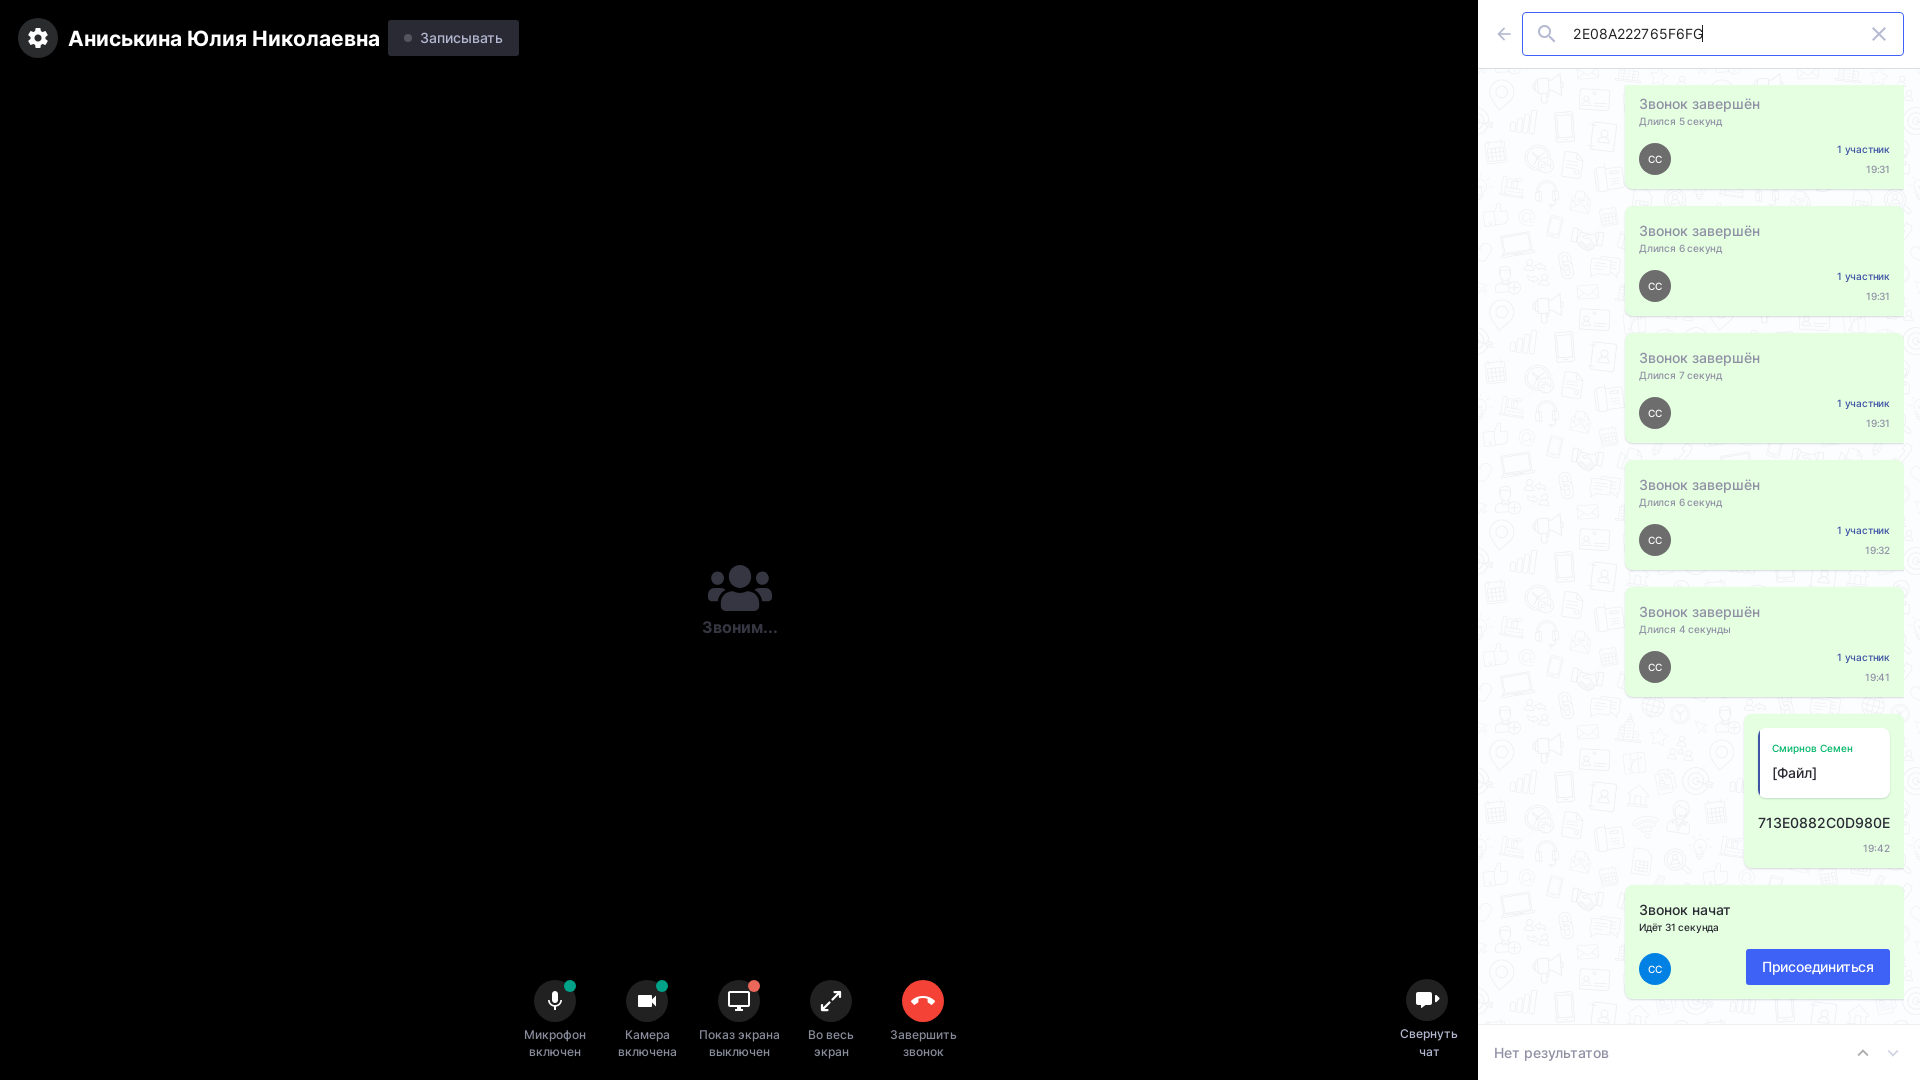 Аниськина Юлия Николаевна
Записывать
2E08A222765F6FG
Звонок завершён
Длился 5 секунд
СС
1 участник
19:31
Звонок завершён
Длился 6 секунд
СС
1 участник
19:31
Звонок завершён
Длился 7 секунд
СС
1 участник
19:31
Звонок завершён
Длился 6 секунд
СС
1 участник
19:32
Звонок завершён
Длился 4 секунды
СС
1 участник
19:41
Смирнов Семен
[Файл]
713E0882C0D980E
19:42
Звонок начат
Идёт 31 секунда
СС
Присоединиться
Звоним...
Микрофон
включен
Камера
включена
Показ экрана
выключен
Во весь
экран
Завершить
звонок
Свернуть
чат
Нет результатов